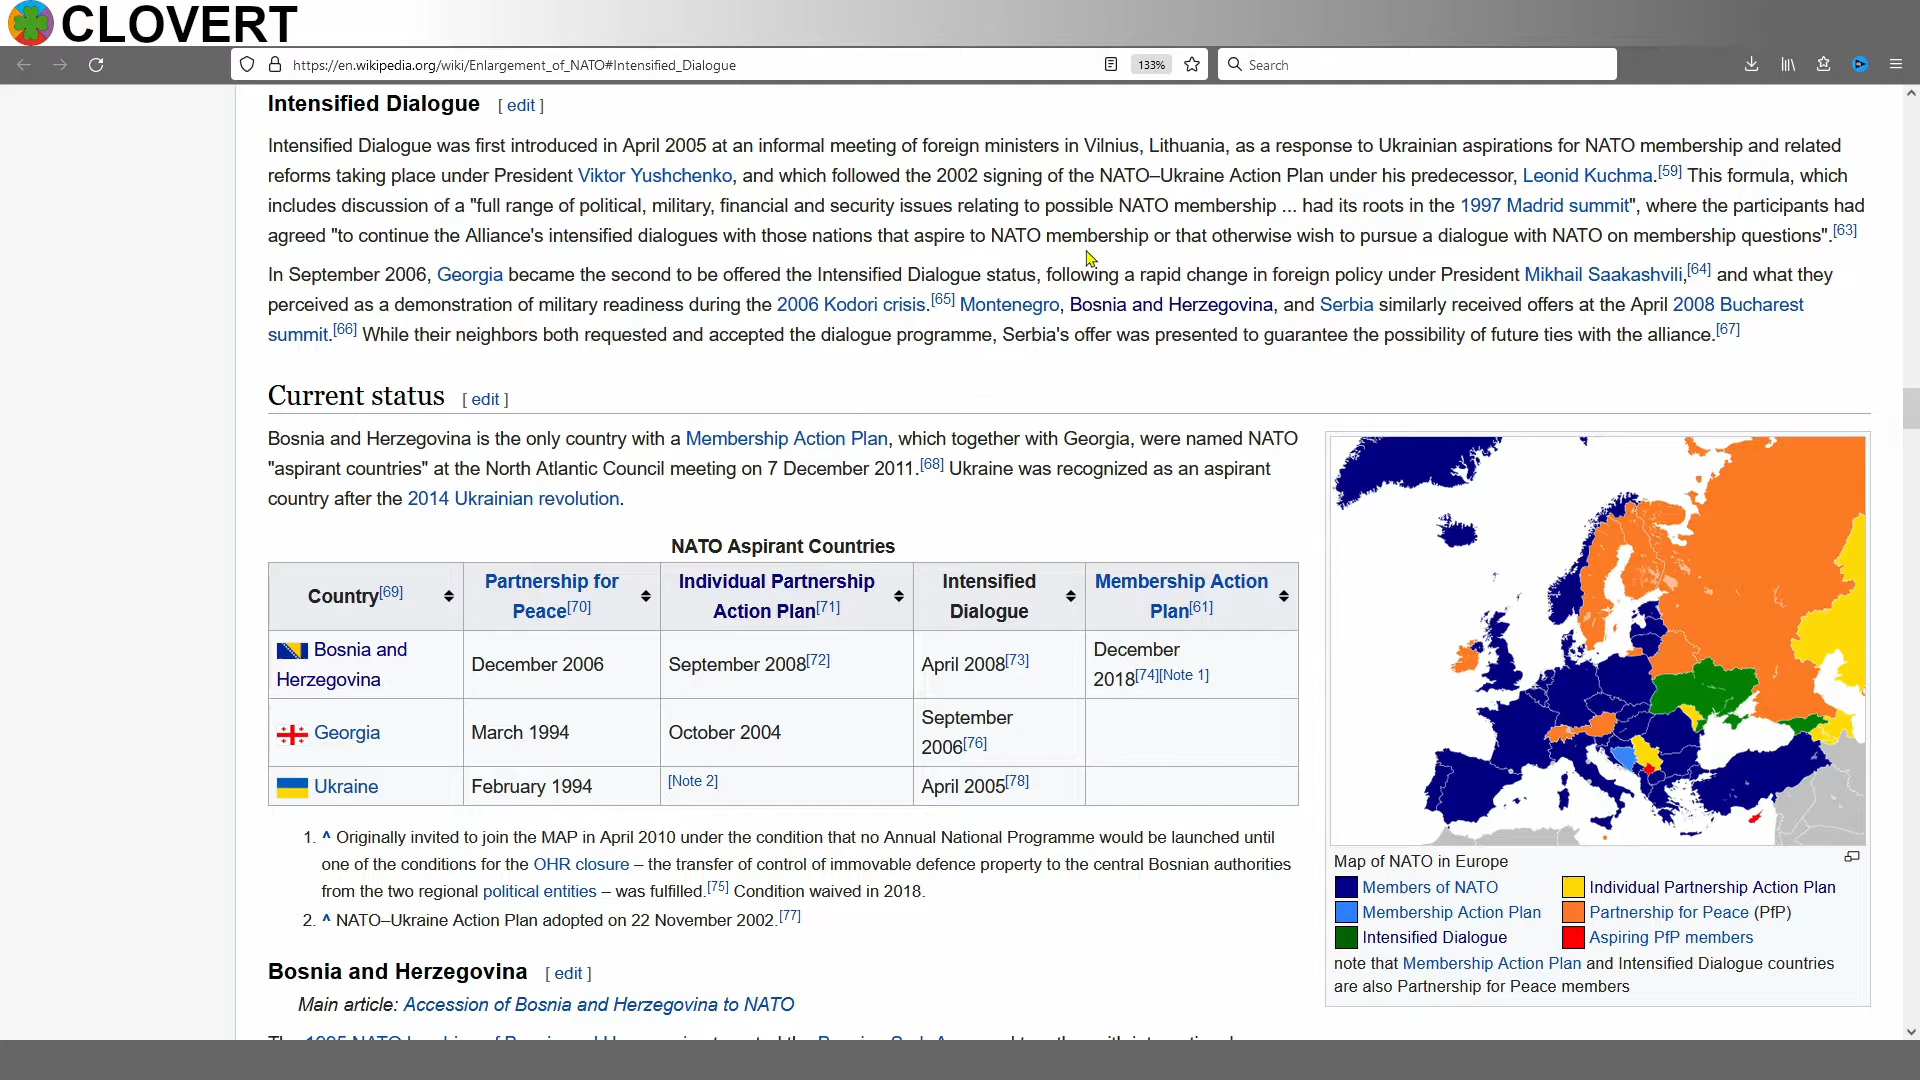 CLOVERT
https://en.wikipedia.org/wiki/Enlargement_of_NATO#Intensified_Dialogue
133%
Search
Intensified Dialogue [ edit ]
Intensified Dialogue was first introduced in April 2005 at an informal meeting of foreign ministers in Vilnius, Lithuania, as a response to Ukrainian aspirations for NATO membership and related
reforms taking place under President Viktor Yushchenko, and which followed the 2002 signing of the NATO–Ukraine Action Plan under his predecessor, Leonid Kuchma.[59] This formula, which
includes discussion of a "full range of political, military, financial and security issues relating to possible NATO membership ... had its roots in the 1997 Madrid summit", where the participants had
agreed "to continue the Alliance's intensified dialogues with those nations that aspire to NATO membership or that otherwise wish to pursue a dialogue with NATO on membership questions".[63]
In September 2006, Georgia became the second to be offered the Intensified Dialogue status, following a rapid change in foreign policy under President Mikhail Saakashvili,[64] and what they
perceived as a demonstration of military readiness during the 2006 Kodori crisis.[65] Montenegro, Bosnia and Herzegovina, and Serbia similarly received offers at the April 2008 Bucharest
summit.[66] While their neighbors both requested and accepted the dialogue programme, Serbia's offer was presented to guarantee the possibility of future ties with the alliance.[67]
Current status [ edit ]
Bosnia and Herzegovina is the only country with a Membership Action Plan, which together with Georgia, were named NATO
"aspirant countries" at the North Atlantic Council meeting on 7 December 2011.[68] Ukraine was recognized as an aspirant
country after the 2014 Ukrainian revolution.
NATO Aspirant Countries
Country[69]
Partnership for
Peace[70]
Individual Partnership
Action Plan[71]
Intensified
Dialogue
Membership Action
Plan[61]
Bosnia and
Herzegovina
December 2006
September 2008[72]
April 2008[73]
December
2018[74][Note 1]
Georgia
March 1994
October 2004
September
2006[76]
Ukraine
February 1994
[Note 2]
April 2005[78]
1. ^ Originally invited to join the MAP in April 2010 under the condition that no Annual National Programme would be launched until
one of the conditions for the OHR closure – the transfer of control of immovable defence property to the central Bosnian authorities
from the two regional political entities – was fulfilled.[75] Condition waived in 2018.
2. ^ NATO–Ukraine Action Plan adopted on 22 November 2002.[77]
Map of NATO in Europe
Members of NATO
Individual Partnership Action Plan
Membership Action Plan
Partnership for Peace (PfP)
Intensified Dialogue
Aspiring PfP members
note that Membership Action Plan and Intensified Dialogue countries
are also Partnership for Peace members
Bosnia and Herzegovina [ edit ]
Main article: Accession of Bosnia and Herzegovina to NATO